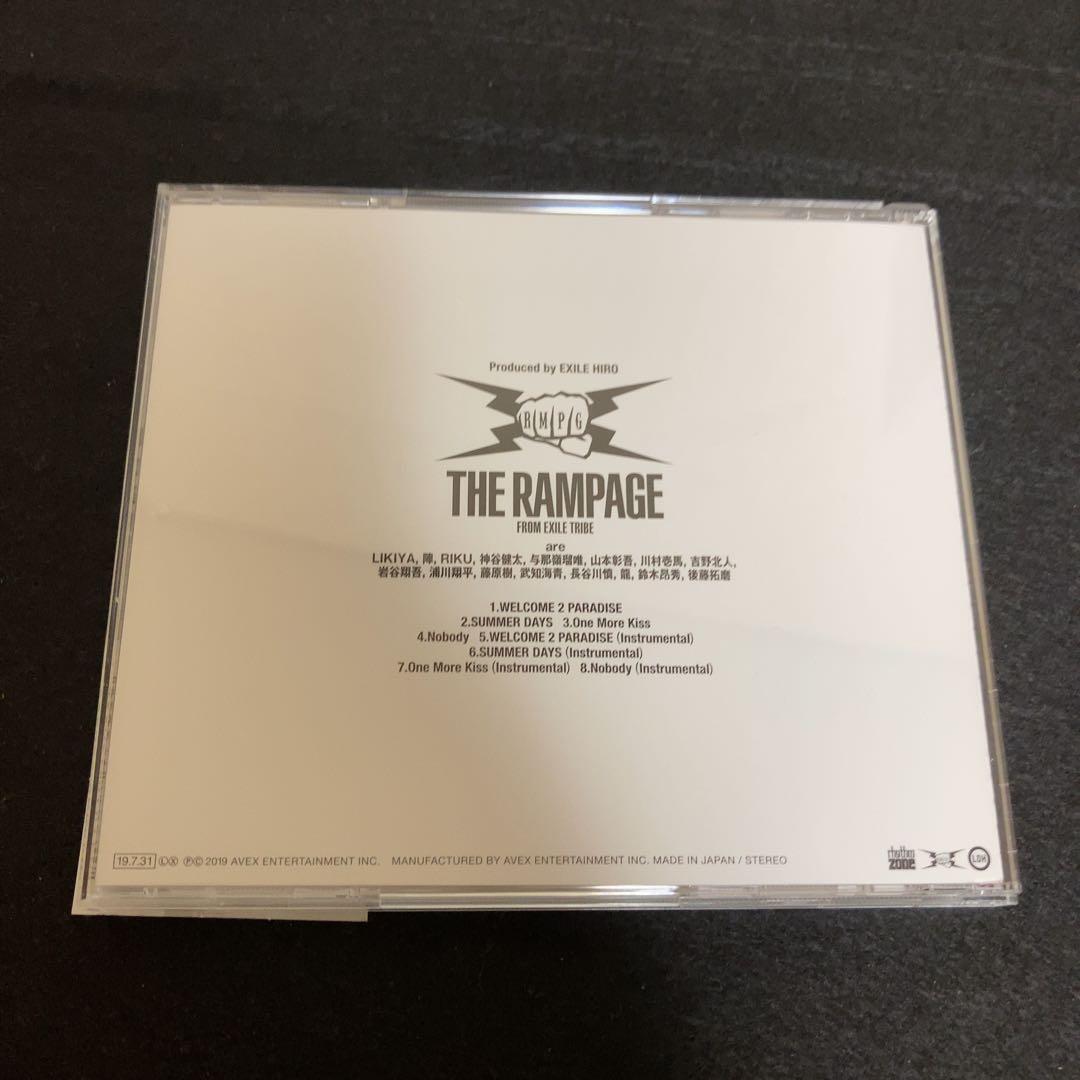 Produced by EXILE HIRO
RMPG
THE RAMPAGE
FROM EXILE TRIBE
are
LIKIYA, 陣, RIKU, 神谷健太, 与那嶺瑠唯, 山本彰吾, 川村壱馬, 吉野北人,
岩谷翔吾, 浦川翔平, 藤原樹, 武知海青, 長谷川慎, 龍, 鈴木昂秀, 後藤拓磨
1.WELCOME 2 PARADISE
2.SUMMER DAYS 3.One More Kiss
4.Nobody 5.WELCOME 2 PARADISE (Instrumental)
6.SUMMER DAYS (Instrumental)
7.One More Kiss (Instrumental) 8.Nobody (Instrumental)
19.7.31 Ⓛ Ⓧ ℗© 2019 AVEX ENTERTAINMENT INC. MANUFACTURED BY AVEX ENTERTAINMENT INC. MADE IN JAPAN / STEREO
rhythm
zone
LDH